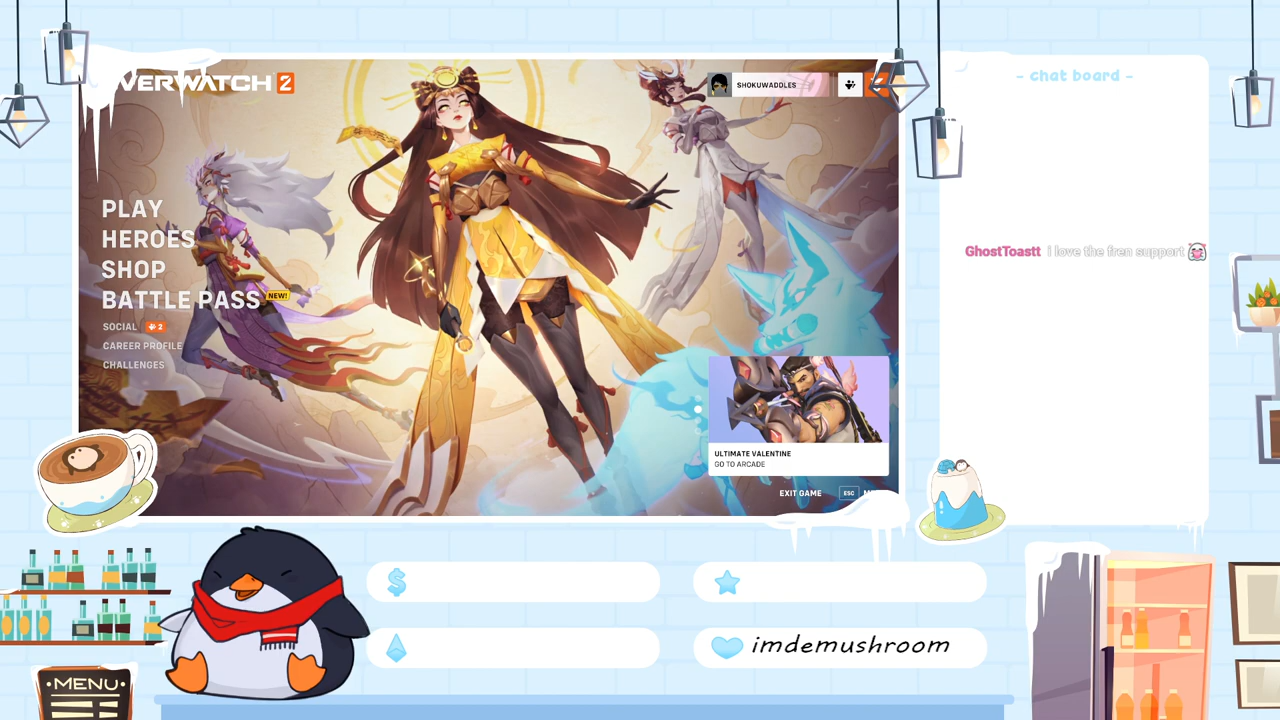 OVERWATCH 2
SHOKUWADDLES
- chat board -
PLAY
HEROES
SHOP
BATTLE PASS NEW!
SOCIAL 2
CAREER PROFILE
CHALLENGES
GhostToastt i love the fren support
ULTIMATE VALENTINE
GO TO ARCADE
EXIT GAME ESC
$
imdemushroom
•MENU•